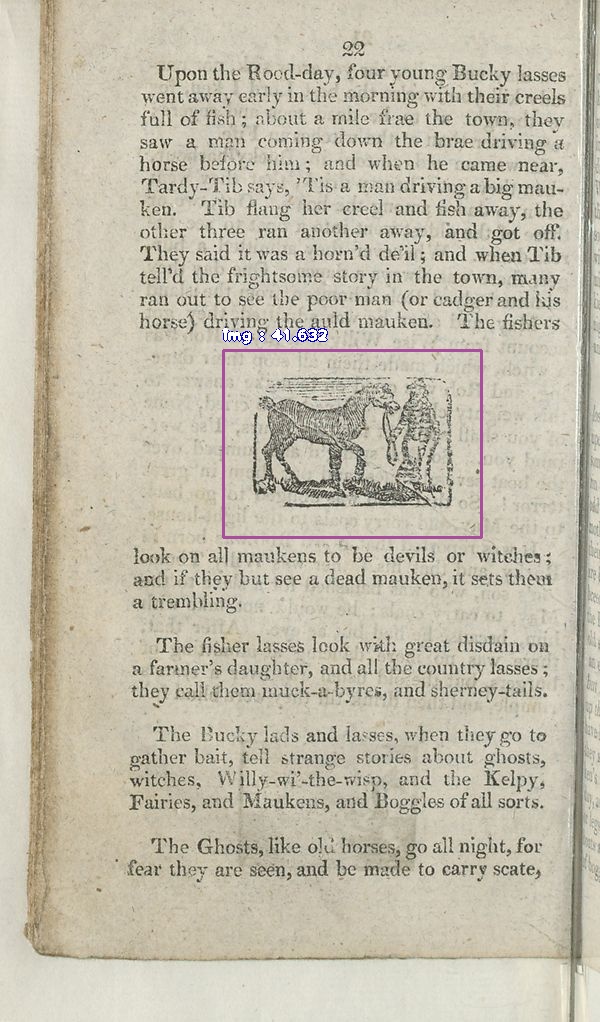 22
Upon the Rood-day, four young Bucky lasses
went away early in the morning with their creels
full of fish; about a mile frae the town, they
saw a man coming down the brae driving a
horse before him; and when he came near,
Tardy-Tib says, 'Tis a man driving a big mau-
ken. Tib flang her creel and fish away, the
other three ran another away, and got off.
They said it was a horn'd de'il; and when Tib
tell'd the frightsome story in the town, many
ran out to see the poor man (or cadger and his
horse) driving the auld mauken. The fishers
img : 41.632
look on all maukens to be devils or witches;
and if they but see a dead mauken, it sets them
a trembling.
The fisher lasses look with great disdain on
a farmer's daughter, and all the country lasses;
they call them muck-a-byres, and sherney-tails.
The Bucky lads and lasses, when they go to
gather bait, tell strange stories about ghosts,
witches, Willy-wi'-the-wisp, and the Kelpy,
Fairies, and Maukens, and Boggles of all sorts.
The Ghosts, like old horses, go all night, for
fear they are seen, and be made to carry scate,